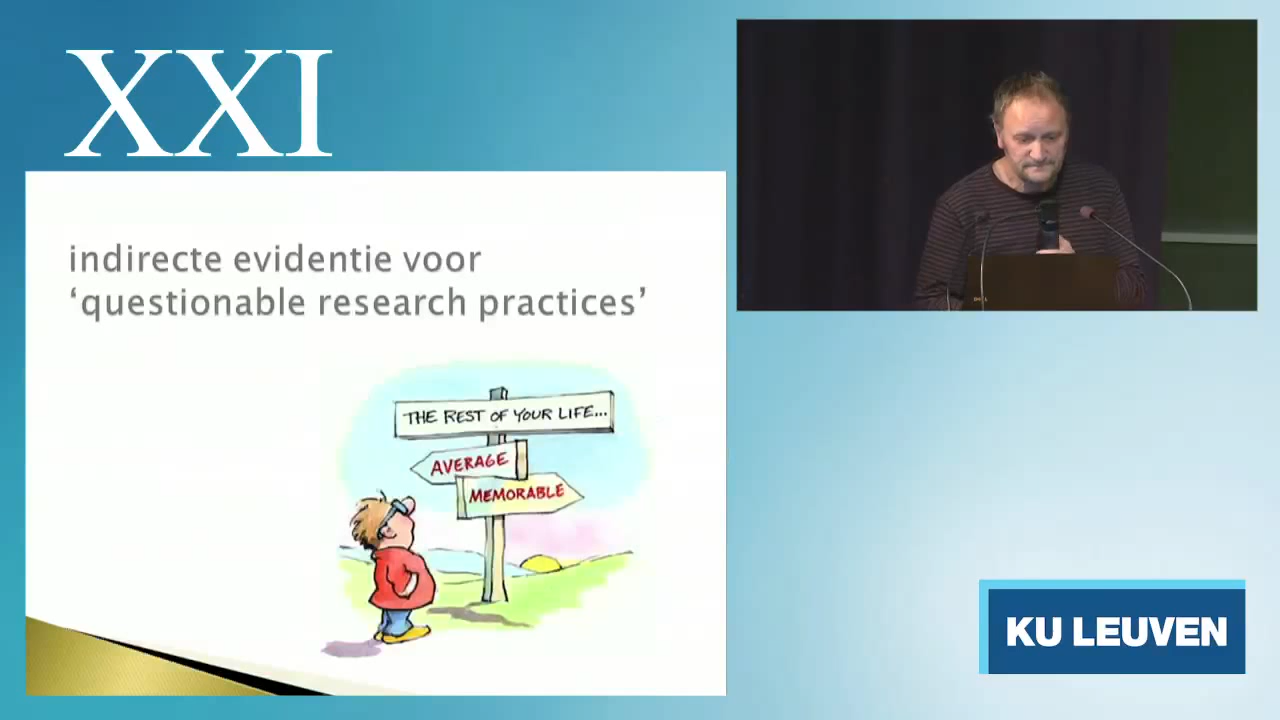 XXI
indirecte evidentie voor
‘questionable research practices’
THE REST OF YOUR LIFE...
AVERAGE
MEMORABLE
KU LEUVEN